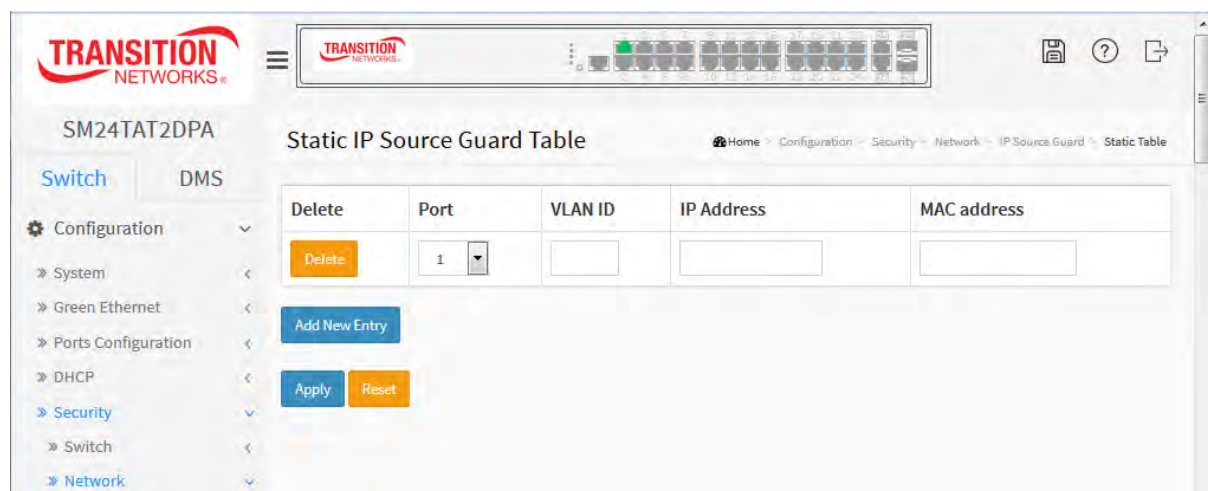 TRANSITION
NETWORKS®
TRANSITION
NETWORKS®
SM24TAT2DPA
Switch DMS
Configuration
» System
» Green Ethernet
» Ports Configuration
» DHCP
» Security
» Switch
» Network
Static IP Source Guard Table
Home > Configuration > Security > Network > IP Source Guard > Static Table
Delete Port VLAN ID IP Address MAC address
Delete 1
Add New Entry
Apply Reset